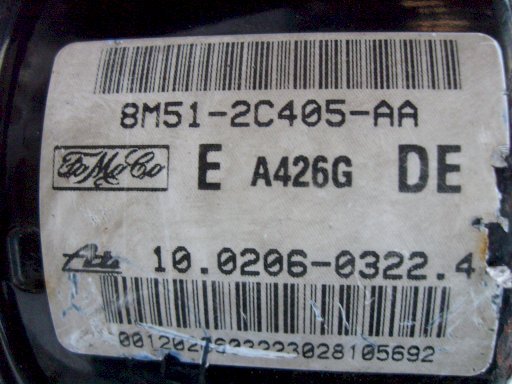 8M51-2C405-AA
FoMoCo E A426G DE
Ate 10.0206-0322.4